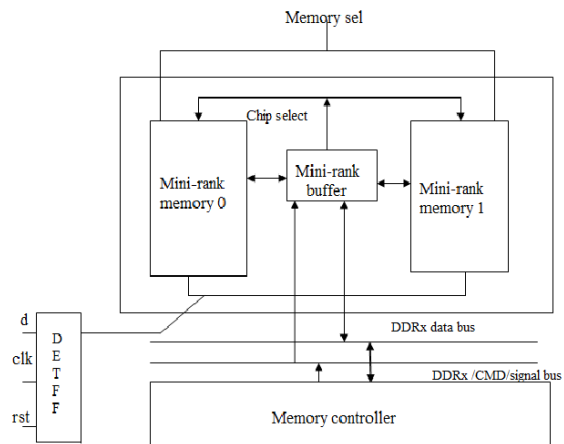 Memory sel
Chip select
Mini-rank
memory 0
Mini-rank
buffer
Mini-rank
memory 1
d
clk
rst
D
E
T
F
F
DDRx data bus
DDRx /CMD/signal bus
Memory controller